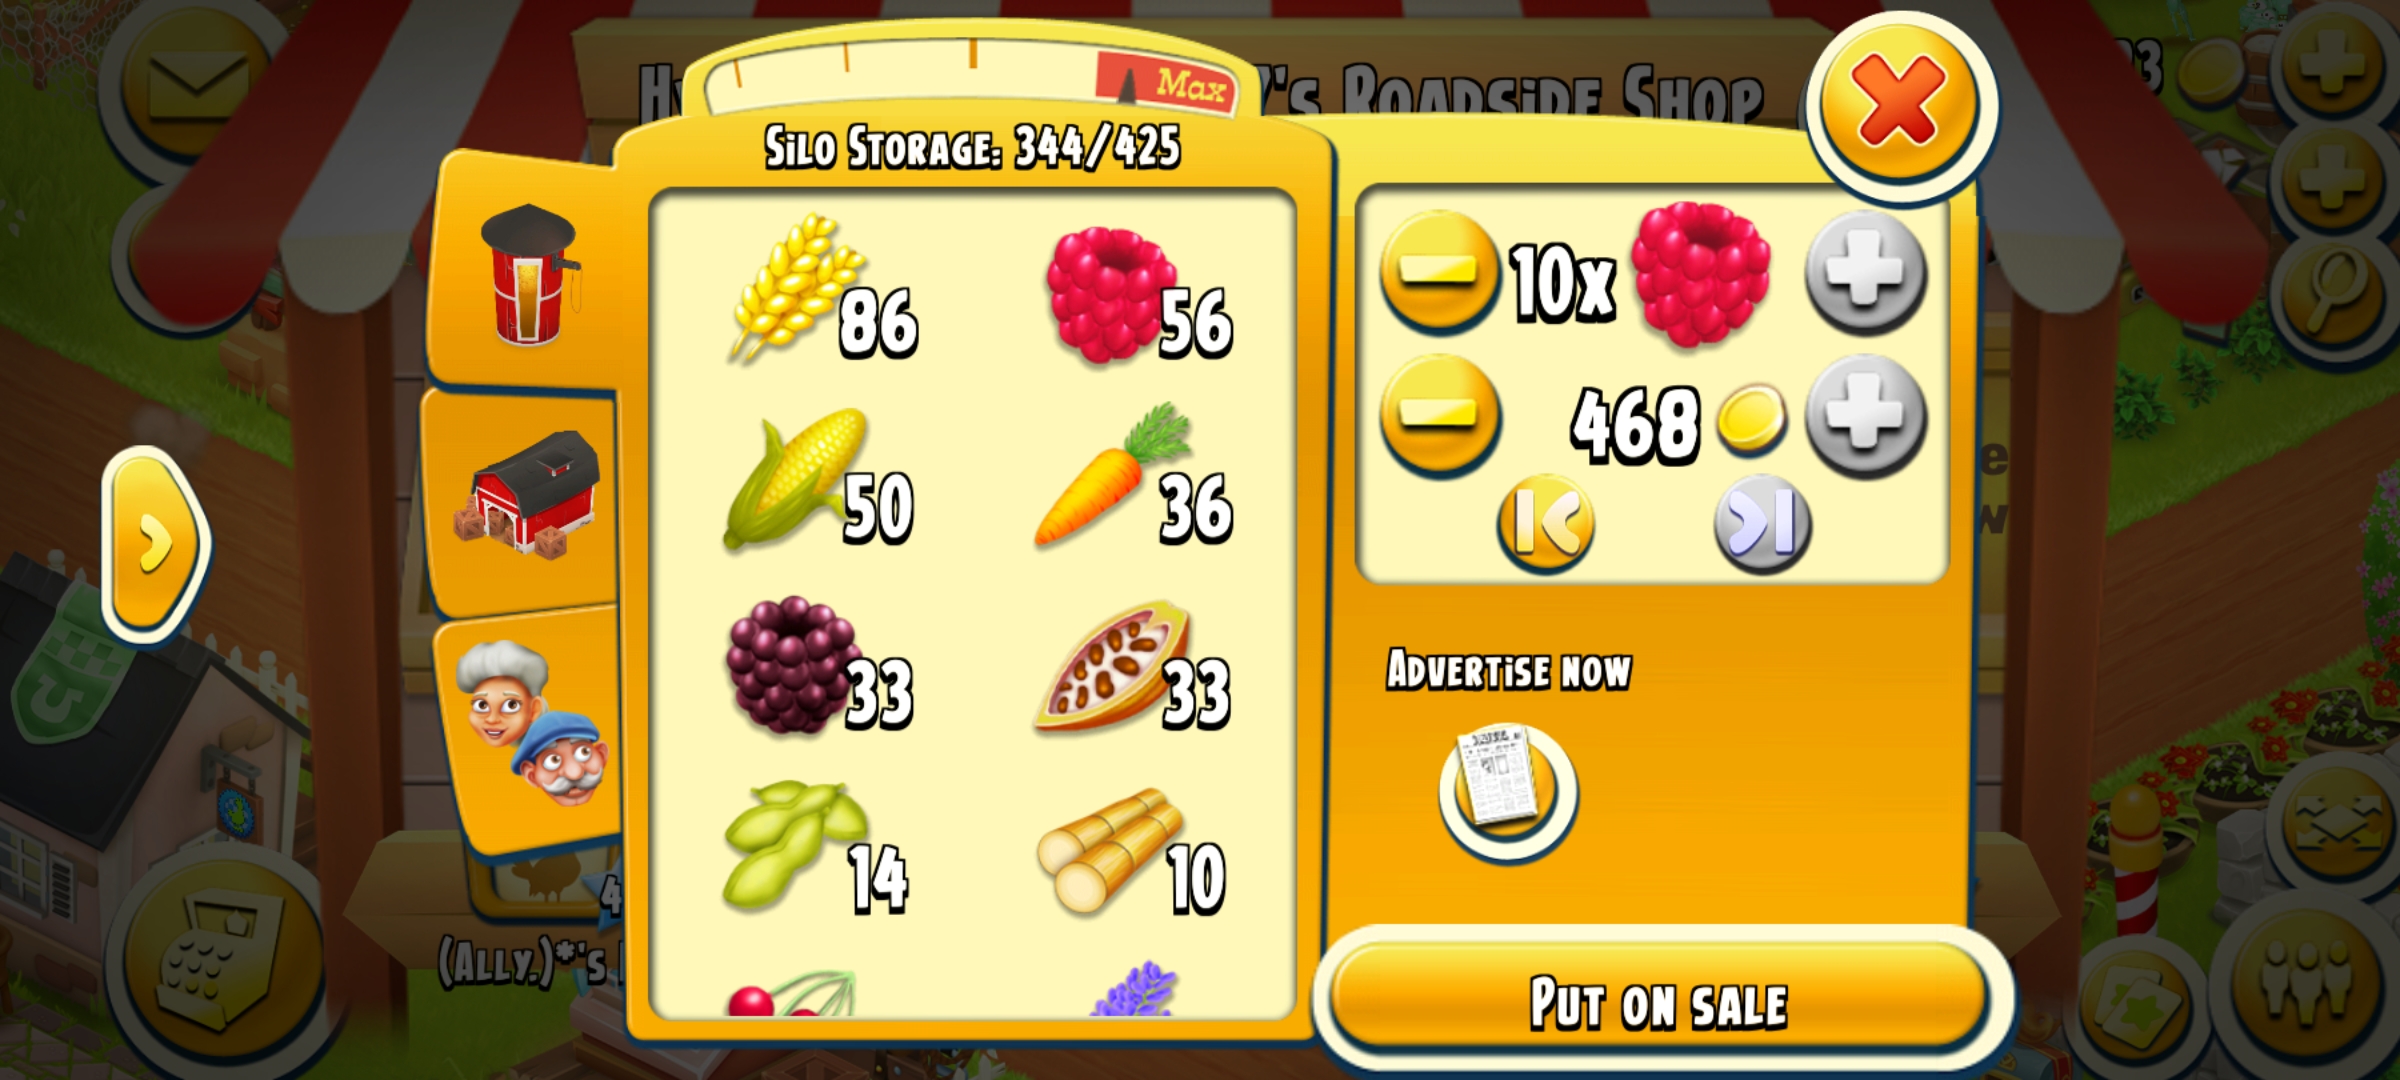 Max
's Roadside Shop
Silo Storage: 344/425
86
56
10x
468
50
36
33
33
Advertise now
14
10
(Ally.)*'s
Put on sale